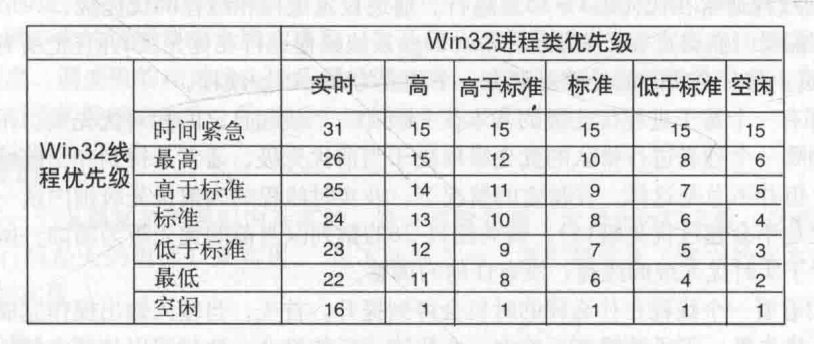 Win32进程类优先级
实时 高 高于标准 标准 低于标准 空闲
Win32线程优先级
时间紧急 31 15 15 15 15 15
最高 26 15 12 10 8 6
高于标准 25 14 11 9 7 5
标准 24 13 10 8 6 4
低于标准 23 12 9 7 5 3
最低 22 11 8 6 4 2
空闲 16 1 1 1 1 1